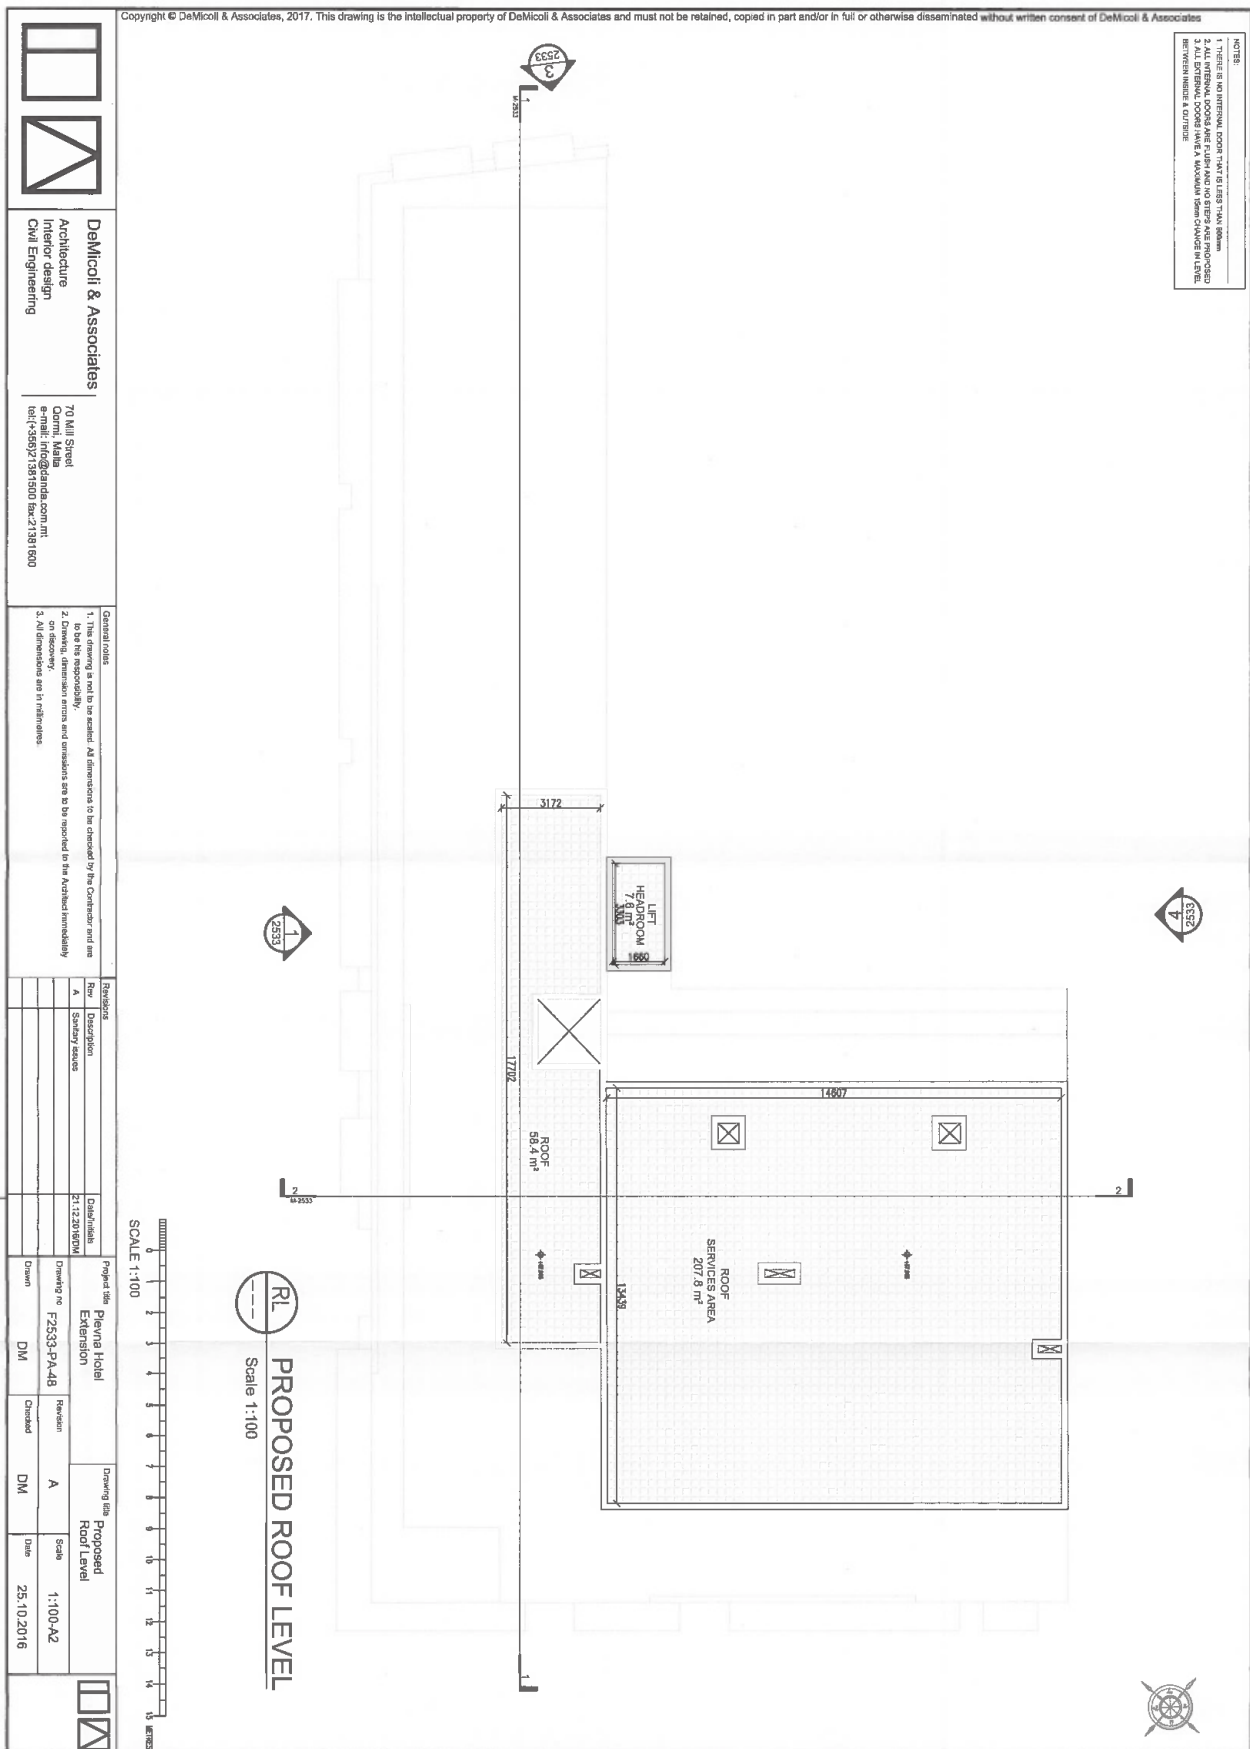 Copyright © DeMicoli & Associates, 2017. This drawing is the intellectual property of DeMicoli & Associates and must not be retained, copied in part and/or in full or otherwise disseminated without written consent of DeMicoli & Associates
NOTES:
1. THERE IS NO INTERNAL DOOR THAT IS LESS THAN 800mm
2. ALL INTERNAL DOORS ARE FLUSH AND NO STEPS ARE PROPOSED
3. ALL EXTERNAL DOORS HAVE A MAXIMUM 15mm CHANGE IN LEVEL
BETWEEN INSIDE & OUTSIDE
3
2533
1
M-2533
3172
LIFT
HEADROOM
7.6 m²
3303
1660
1
2533
4
2533
17702
14607
ROOF
58.4 m²
2
M-2533
2
ROOF
SERVICES AREA
207.8 m²
13439
1
RL
PROPOSED ROOF LEVEL
Scale 1:100
SCALE 1:100
0 1 2 3 4 5 6 7 8 9 10 11 12 13 14 15 METRES
DeMicoli & Associates
Architecture
Interior design
Civil Engineering
70 Mill Street
Qormi, Malta
e-mail: info@danda.com.mt
tel:(+356)21381500 fax:21381600
General notes
1. This drawing is not to be scaled. All dimensions to be checked by the Contractor and are
to be his responsibility.
2. Drawing, dimension errors and omissions are to be reported to the Architect immediately
on discovery.
3. All dimensions are in millimetres.
Revisions
Rev Description Date/Initials
A Sanitary issues 21.12.2016/DM
Project title
Plevna Hotel
Extension
Drawing title
Proposed
Roof Level
Drawing no F2533-PA-48
Revision A
Scale 1:100-A2
Drawn DM
Checked DM
Date 25.10.2016